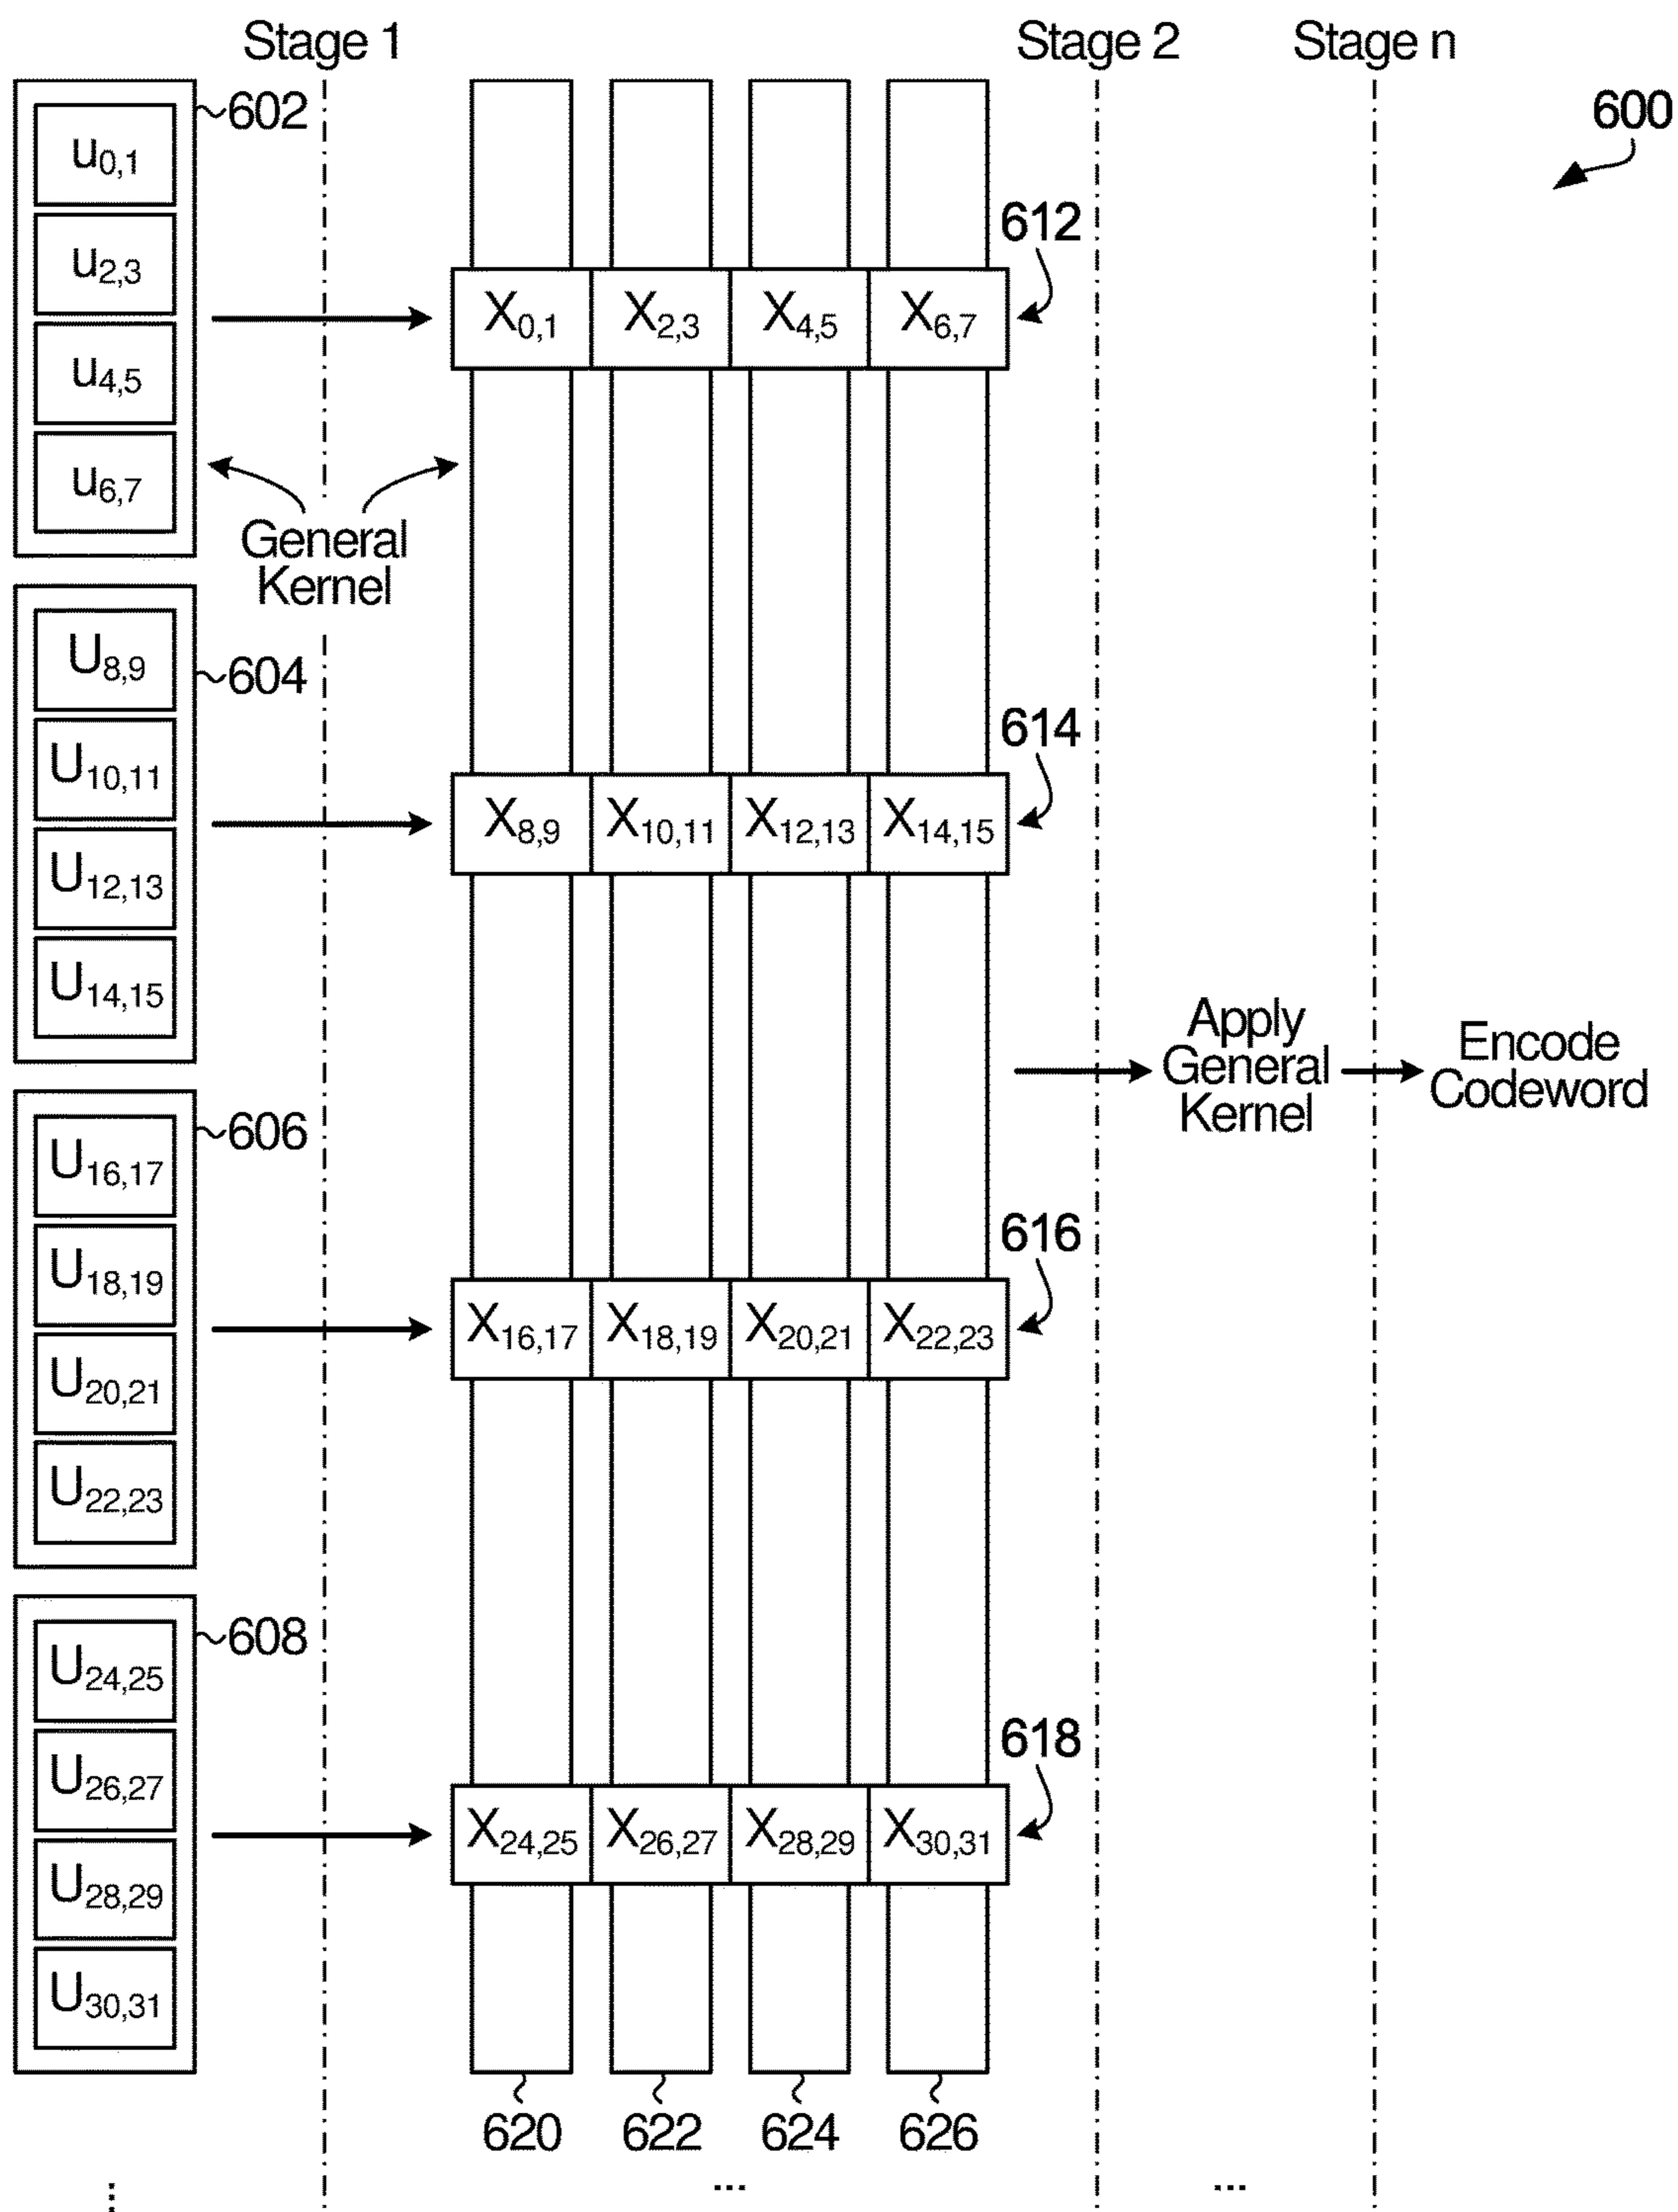 Stage 1
Stage 2
Stage n
600
602
u0,1
u2,3
u4,5
u6,7
General
Kernel
612
X0,1 X2,3 X4,5 X6,7
604
U8,9
U10,11
U12,13
U14,15
614
X8,9 X10,11 X12,13 X14,15
Apply
General
Kernel
Encode
Codeword
606
U16,17
U18,19
U20,21
U22,23
616
X16,17 X18,19 X20,21 X22,23
608
U24,25
U26,27
U28,29
U30,31
618
X24,25 X26,27 X28,29 X30,31
620 622 624 626
...
...
...